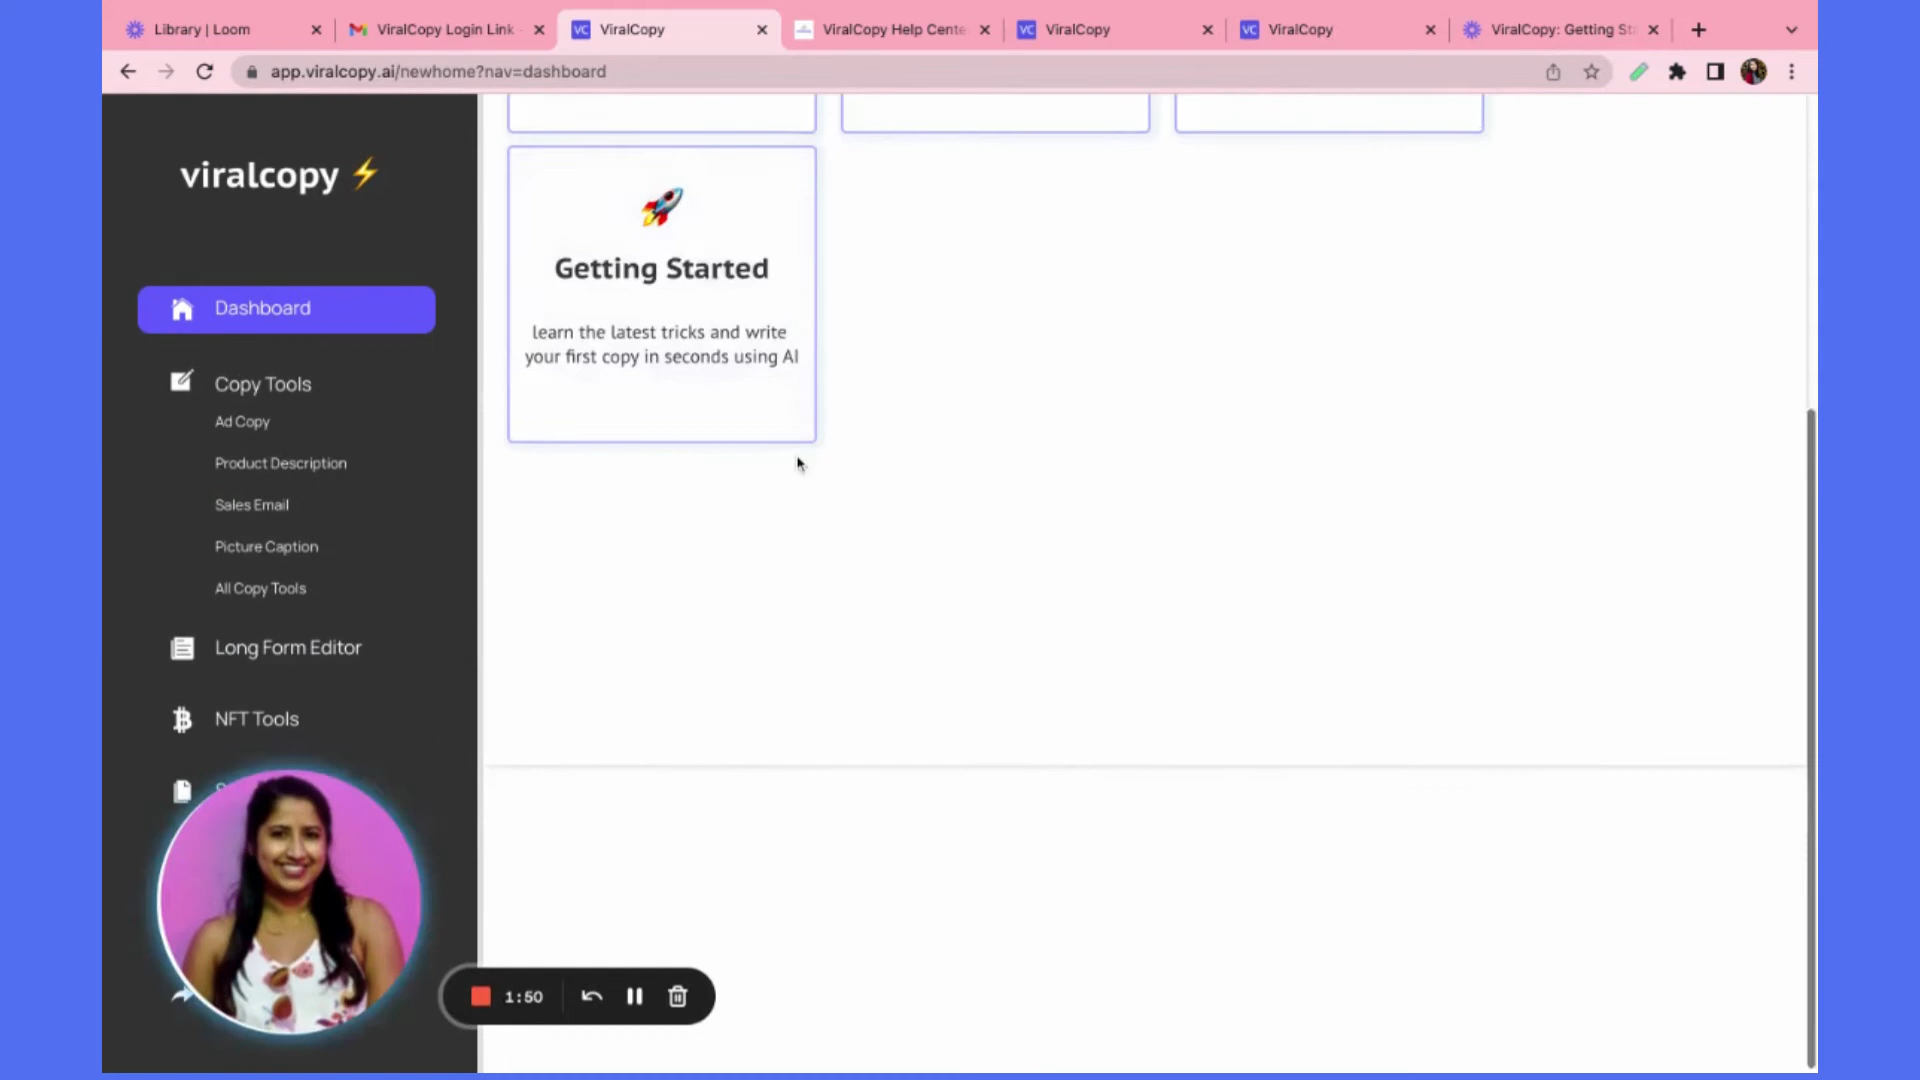 Library | Loom
ViralCopy Login Link
VC ViralCopy
ViralCopy Help Cente
VC ViralCopy
VC ViralCopy
ViralCopy: Getting St
app.viralcopy.ai/newhome?nav=dashboard
viralcopy
Dashboard
Copy Tools
Ad Copy
Product Description
Sales Email
Picture Caption
All Copy Tools
Long Form Editor
NFT Tools
Getting Started
learn the latest tricks and write
your first copy in seconds using AI
1:50